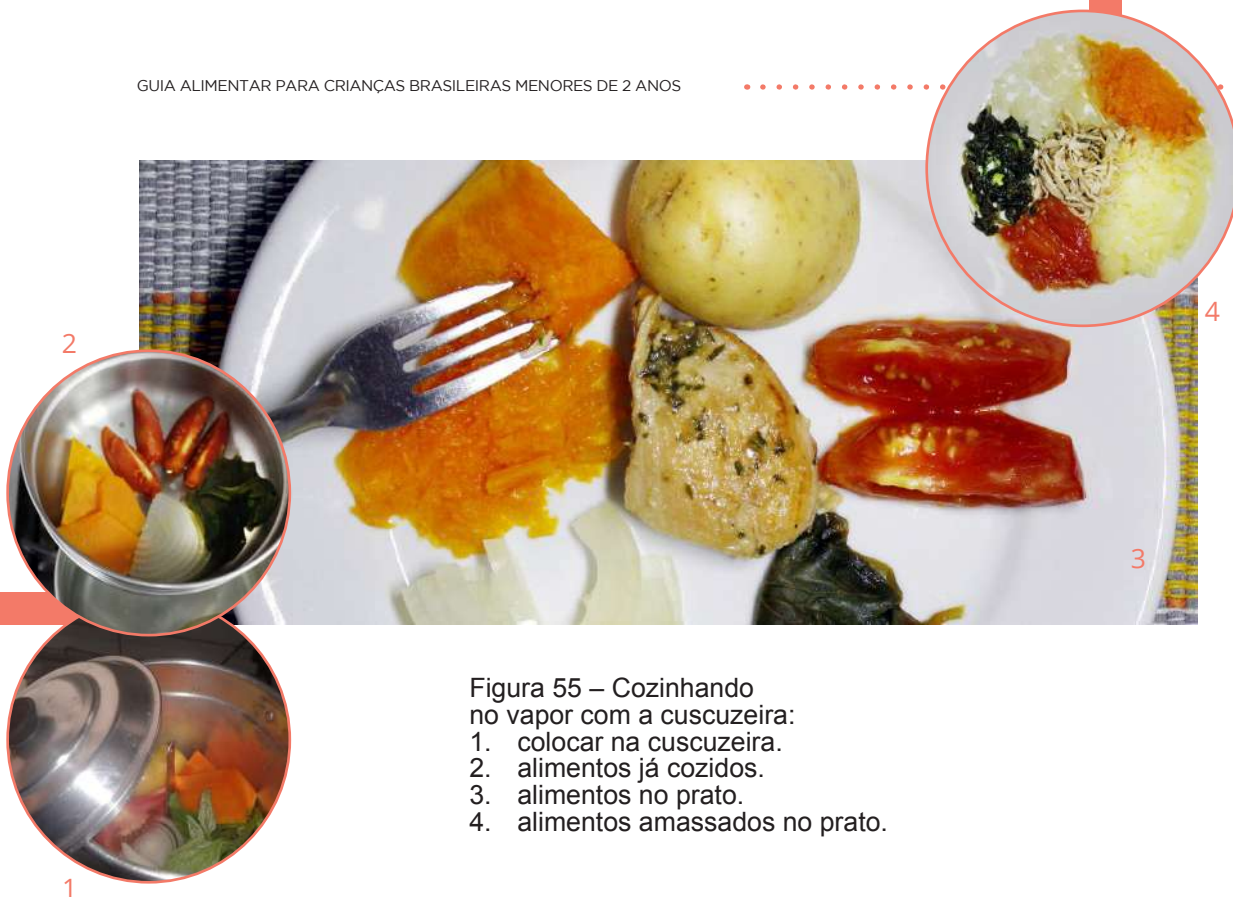 GUIA ALIMENTAR PARA CRIANÇAS BRASILEIRAS MENORES DE 2 ANOS
4
2
3
1
Figura 55 – Cozinhando
no vapor com a cuscuzeira:
1. colocar na cuscuzeira.
2. alimentos já cozidos.
3. alimentos no prato.
4. alimentos amassados no prato.